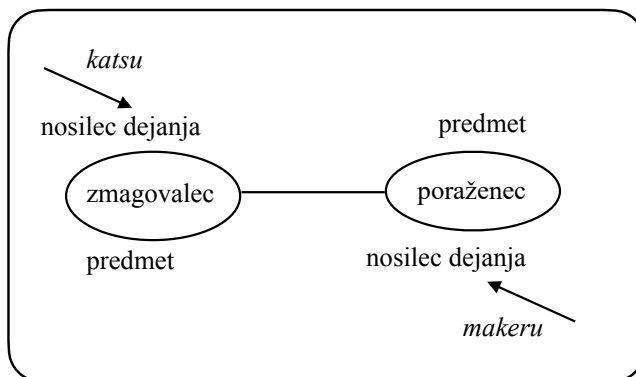 katsu
nosilec dejanja
predmet
zmagovalec
poraženec
predmet
nosilec dejanja
makeru